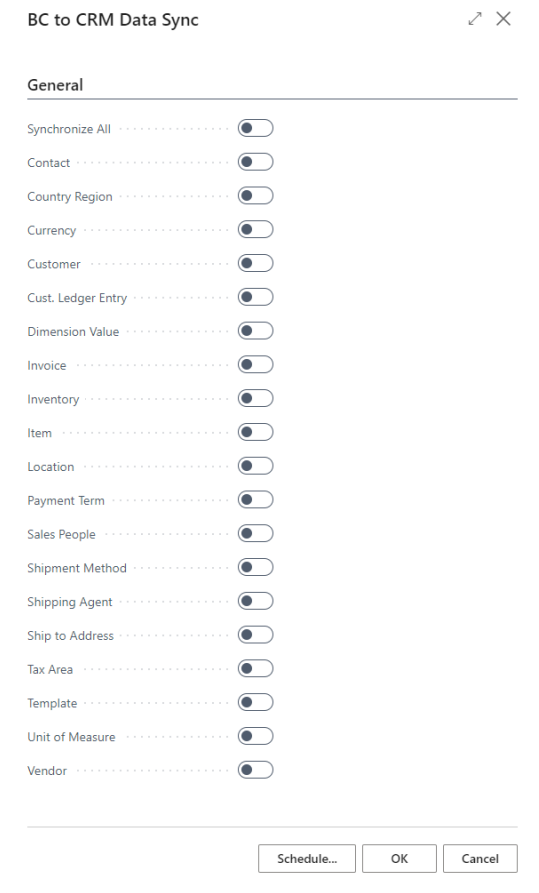 BC to CRM Data Sync
General
Synchronize All
Contact
Country Region
Currency
Customer
Cust. Ledger Entry
Dimension Value
Invoice
Inventory
Item
Location
Payment Term
Sales People
Shipment Method
Shipping Agent
Ship to Address
Tax Area
Template
Unit of Measure
Vendor
Schedule... OK Cancel